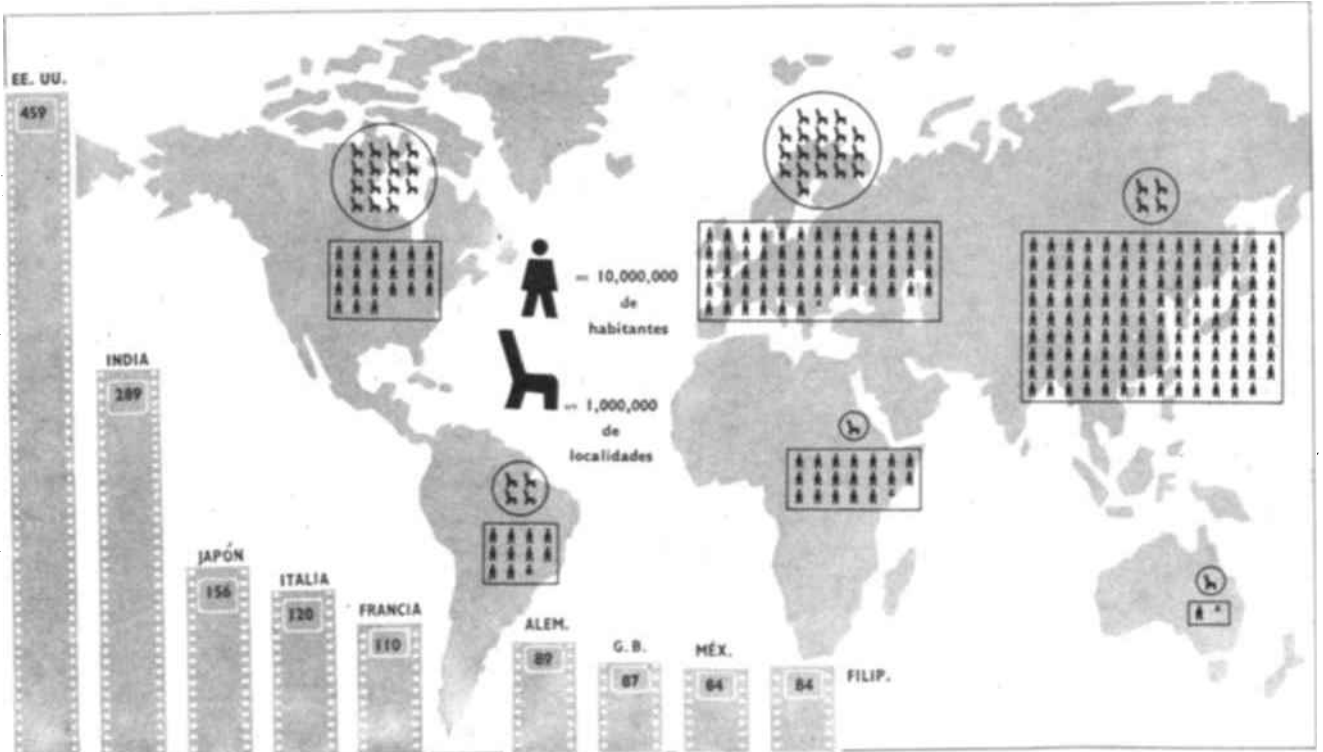 EE. UU.
459
INDIA
289
JAPÓN
156
ITALIA
120
FRANCIA
110
ALEM.
89
G. B.
87
MÉX.
84
FILIP.
84
= 10,000,000
de
habitantes
= 1,000,000
de
localidades